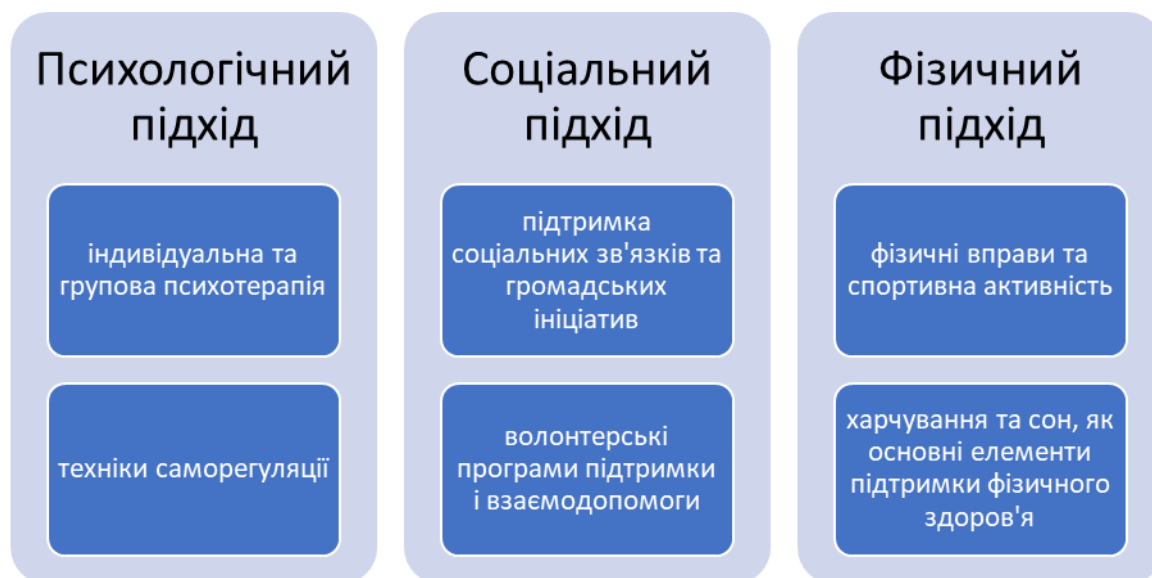 Психологічний
підхід
індивідуальна та
групова психотерапія
техніки саморегуляції
Соціальний
підхід
підтримка
соціальних зв'язків та
громадських
ініціатив
волонтерські
програми підтримки
і взаємодопомоги
Фізичний
підхід
фізичні вправи та
спортивна активність
харчування та сон, як
основні елементи
підтримки фізичного
здоров'я